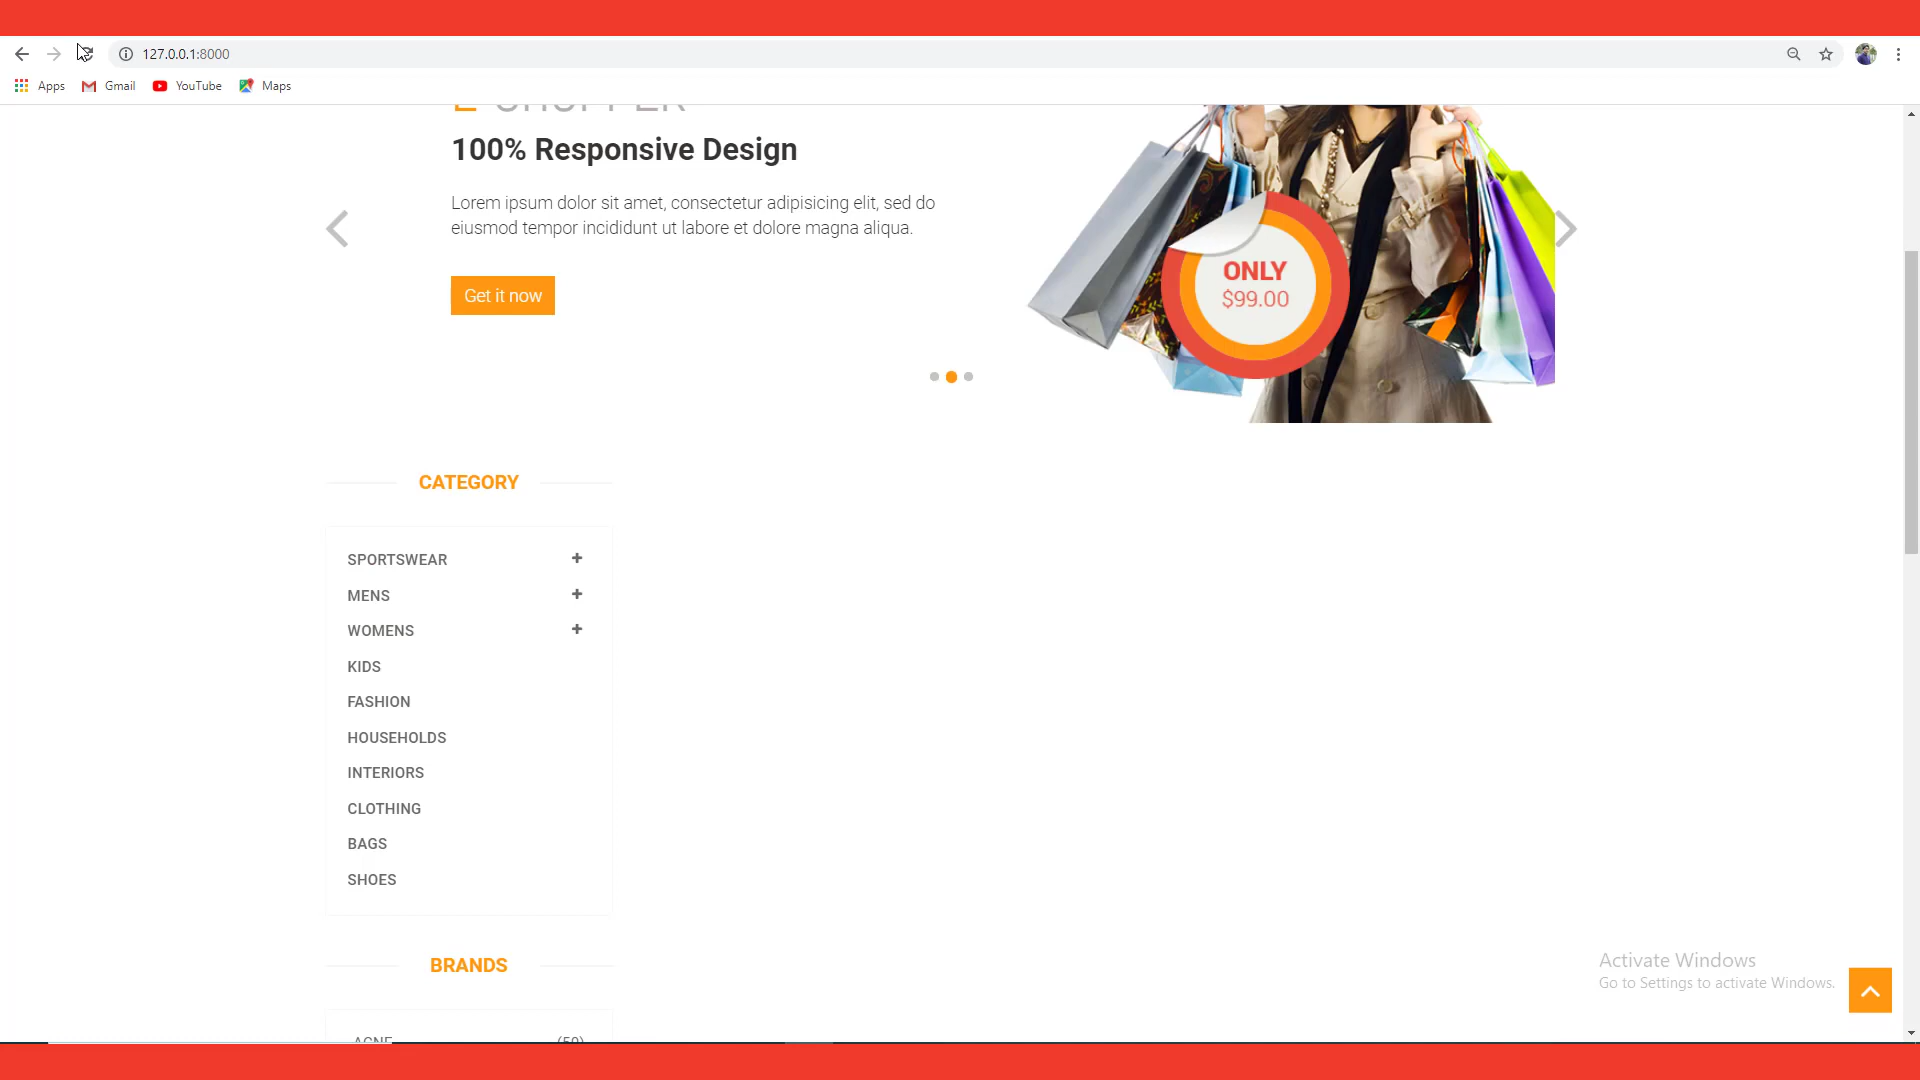 127.0.0.1:8000
Apps Gmail YouTube Maps
E-SHOPPER
100% Responsive Design
Lorem ipsum dolor sit amet, consectetur adipisicing elit, sed do
eiusmod tempor incididunt ut labore et dolore magna aliqua.
Get it now
ONLY
$99.00
CATEGORY
SPORTSWEAR
MENS
WOMENS
KIDS
FASHION
HOUSEHOLDS
INTERIORS
CLOTHING
BAGS
SHOES
BRANDS
ACNE (50)
Activate Windows
Go to Settings to activate Windows.